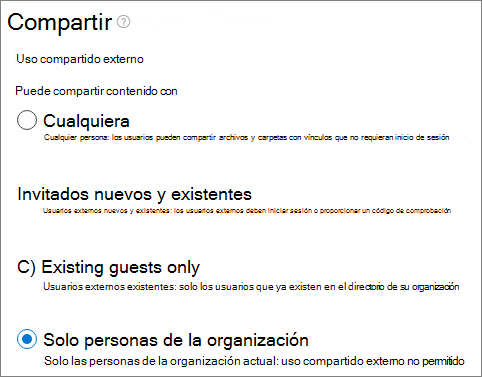 Compartir
Uso compartido externo
Puede compartir contenido con
Cualquiera
Cualquier persona: los usuarios pueden compartir archivos y carpetas con vínculos que no requieran inicio de sesión
Invitados nuevos y existentes
Usuarios externos nuevos y existentes: los usuarios externos deben iniciar sesión o proporcionar un código de comprobación
C) Existing guests only
Usuarios externos existentes: solo los usuarios que ya existen en el directorio de su organización
Solo personas de la organización
Solo las personas de la organización actual: uso compartido externo no permitido